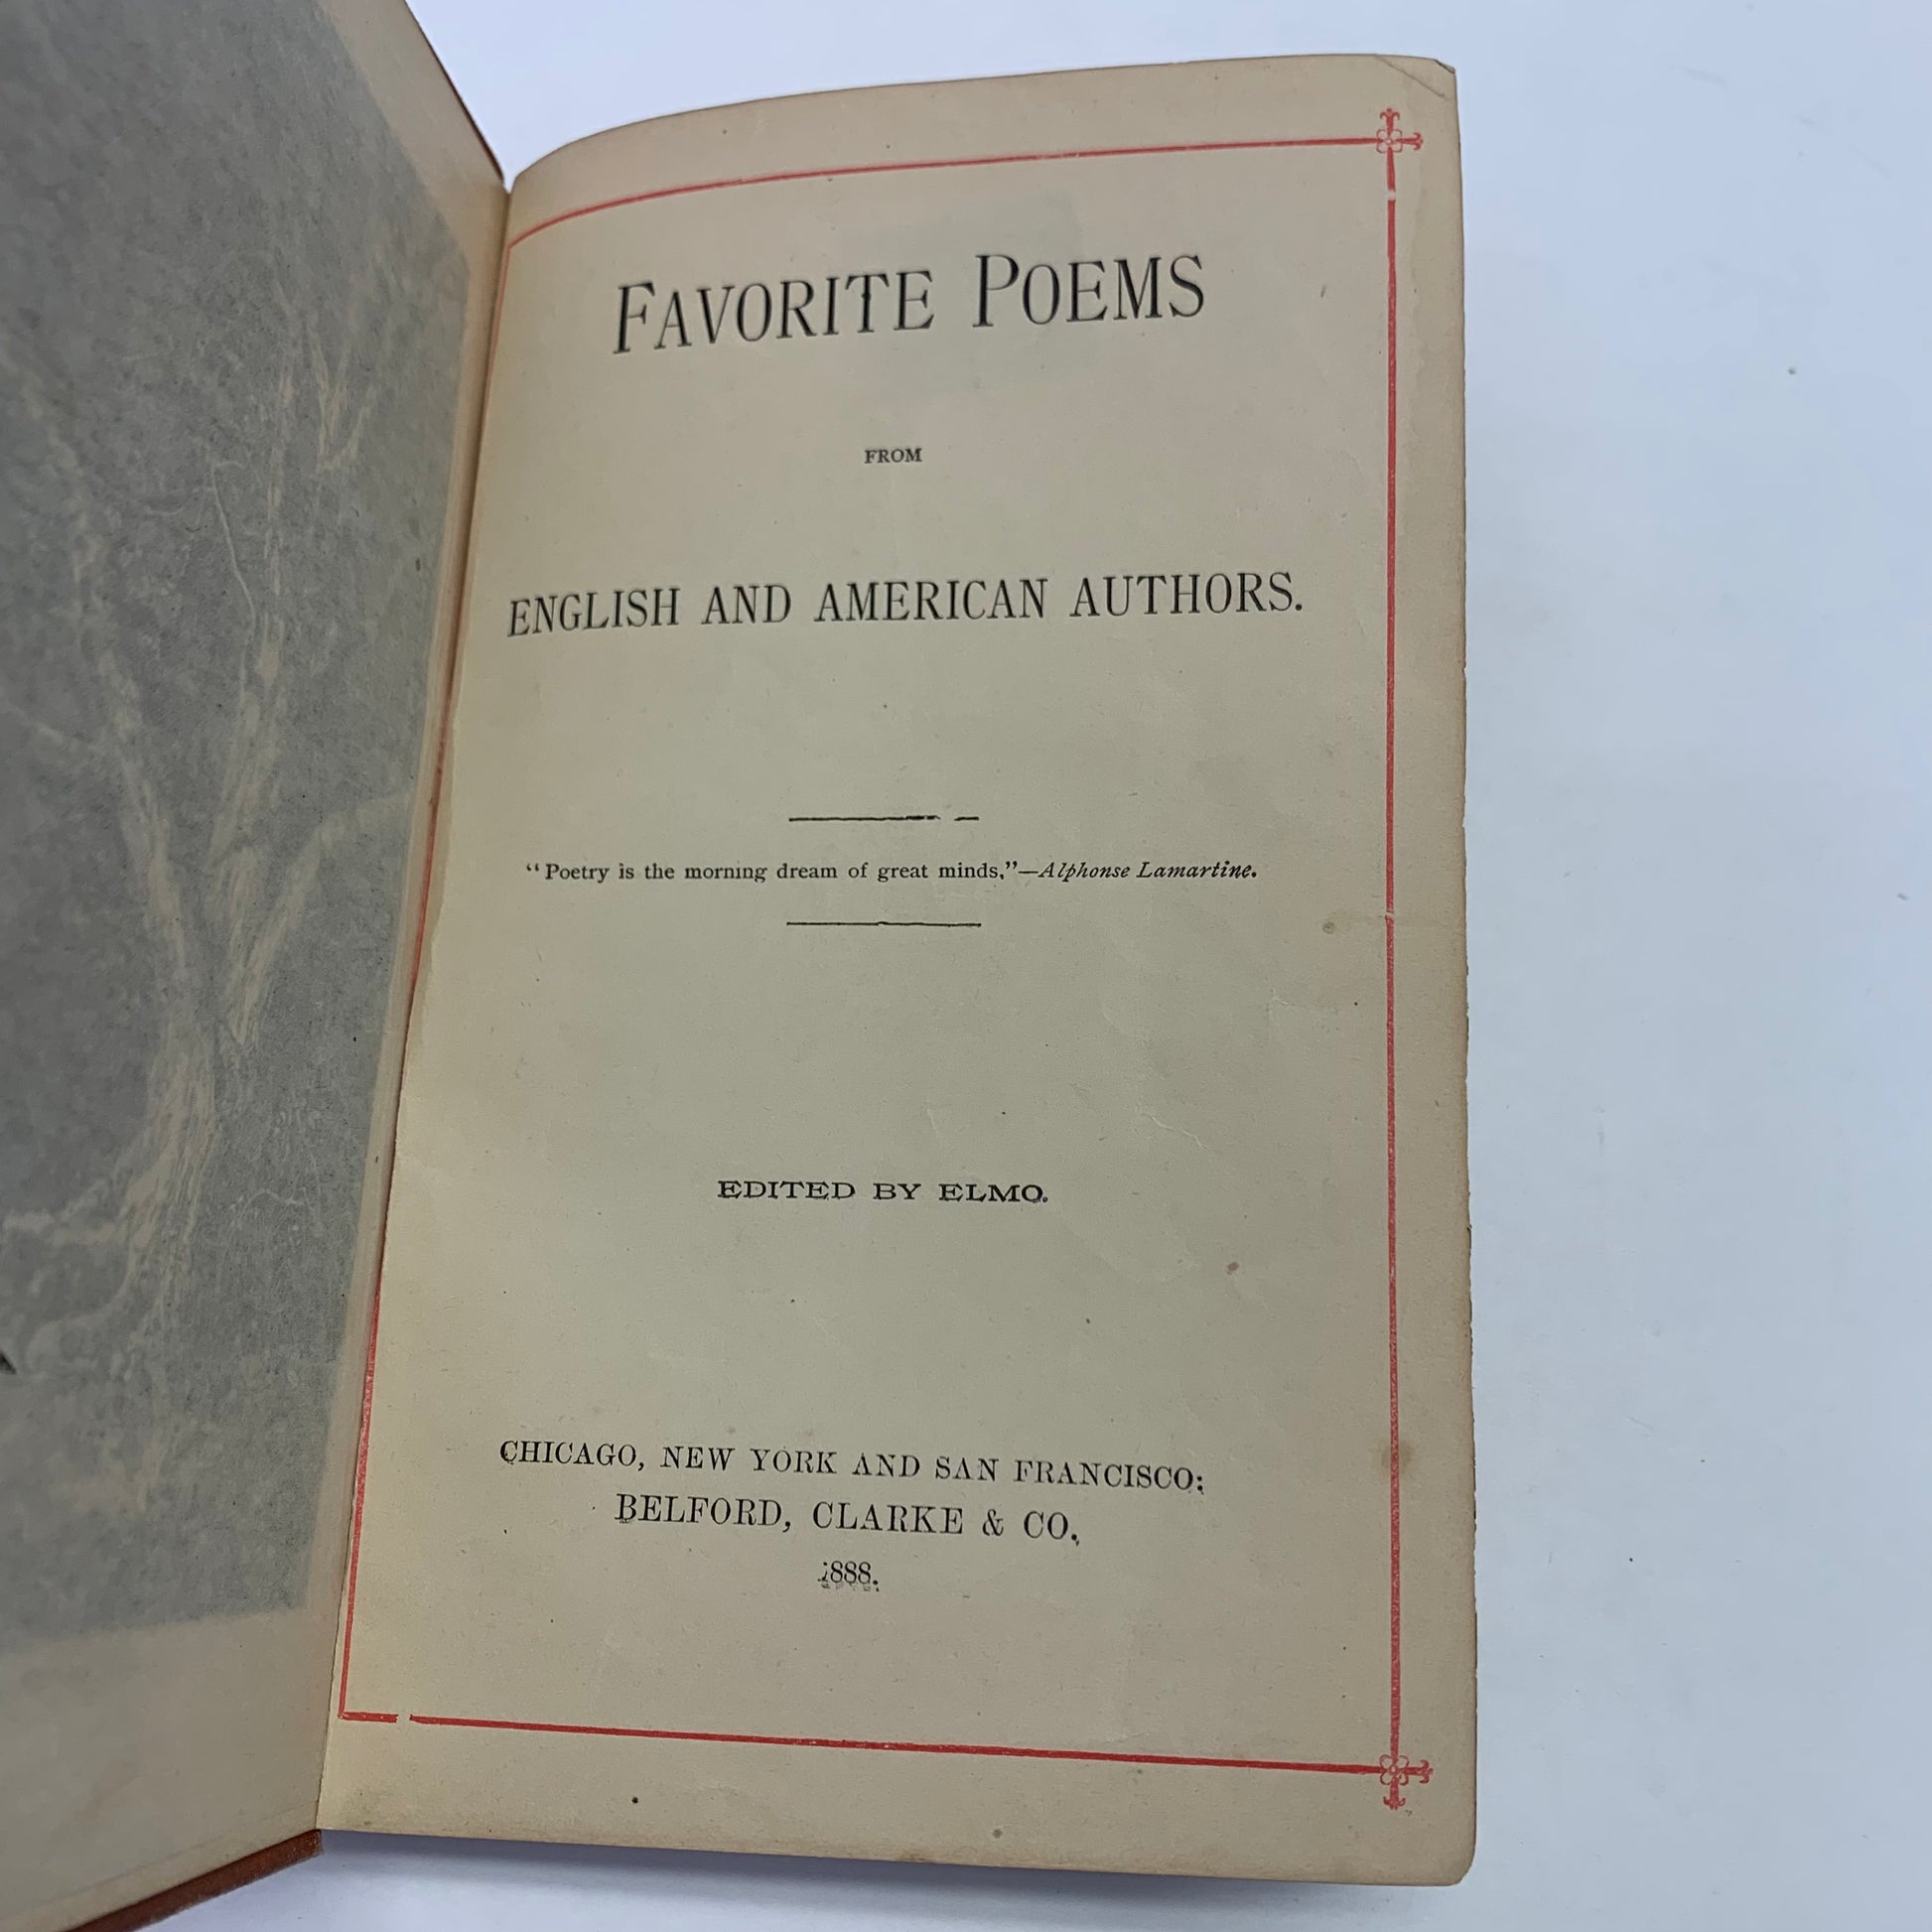 FAVORITE POEMS
FROM
ENGLISH AND AMERICAN AUTHORS.
“Poetry is the morning dream of great minds,”—Alphonse Lamartine.
EDITED BY ELMO.
CHICAGO, NEW YORK AND SAN FRANCISCO:
BELFORD, CLARKE & CO.
1888.